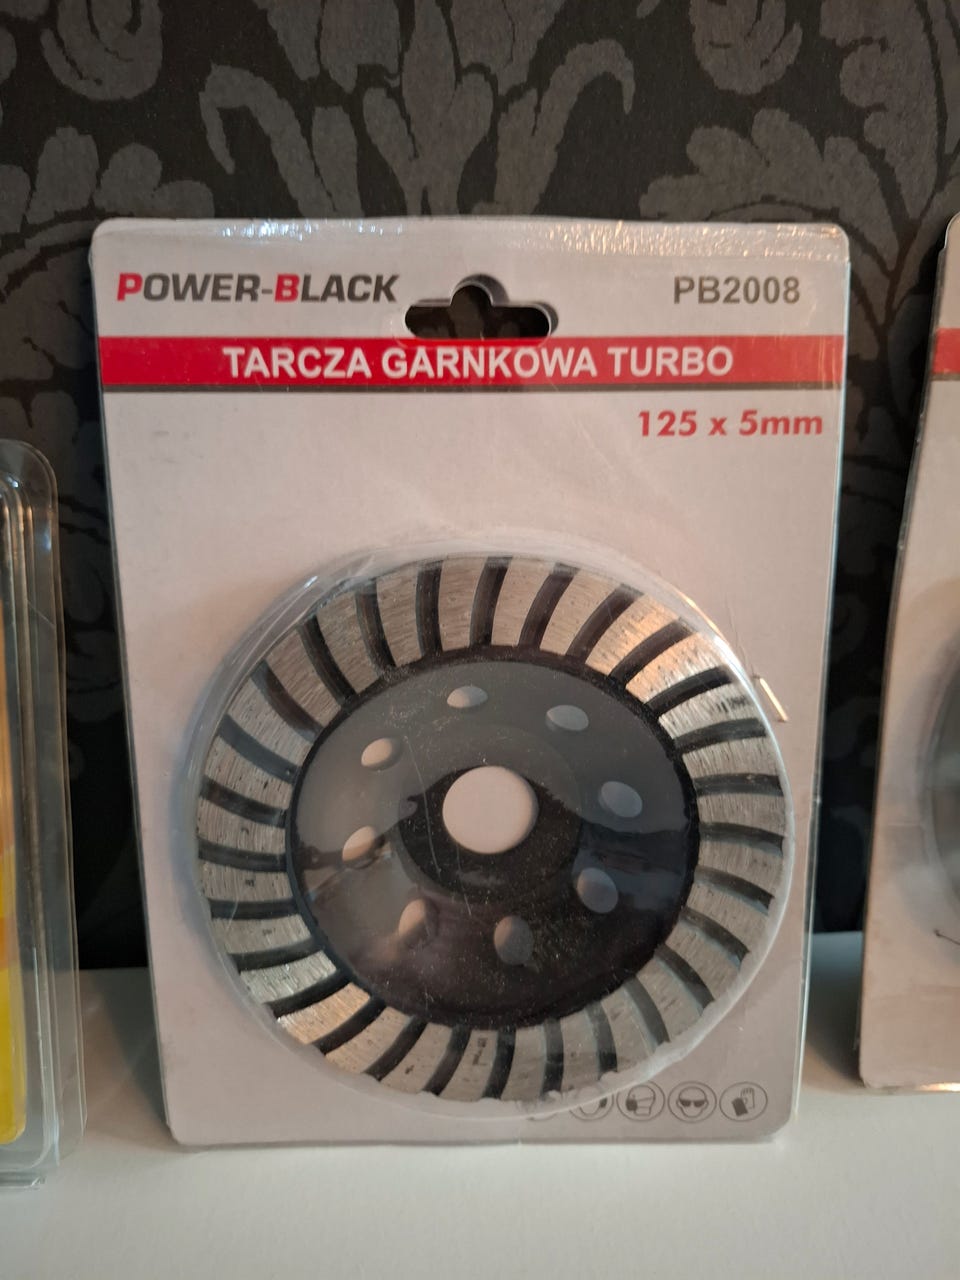 POWER-BLACK
PB2008
TARCZA GARNKOWA TURBO
125 x 5mm